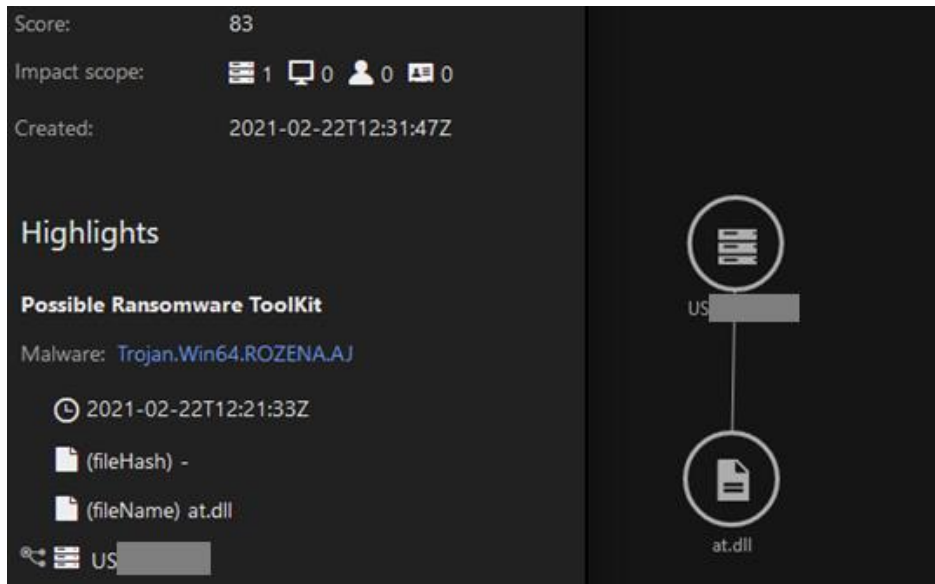 Score: 83
Impact scope: 1 0 0 0
Created: 2021-02-22T12:31:47Z
Highlights
Possible Ransomware ToolKit
Malware: Trojan.Win64.ROZENA.AJ
2021-02-22T12:21:33Z
(fileHash) -
(fileName) at.dll
US
US
at.dll